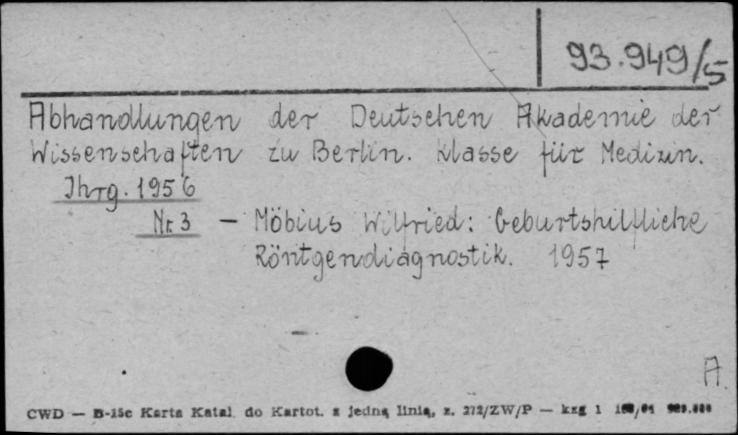 93.949/5
Abhandlungen der Deutschen Akademie der
Wissenschaften zu Berlin. Klasse für Medizin.
Jhrg. 1956
Nr 3 — Möbius Wilfried: Geburtshilfliche
Röntgendiagnostik. 1957
A.
CWD — B-15c Karta Katal. do Kartot. z jedną linią, z. 272/ZW/P — kzg 1